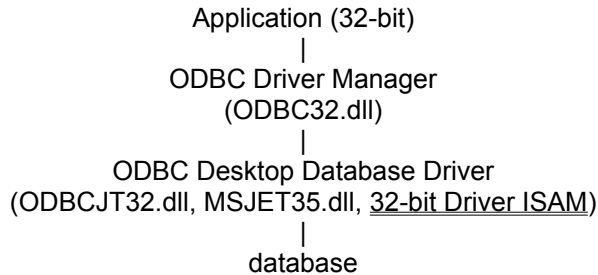 Application (32-bit)
|
ODBC Driver Manager
(ODBC32.dll)
|
ODBC Desktop Database Driver
(ODBCJT32.dll, MSJET35.dll, 32-bit Driver ISAM)
|
database